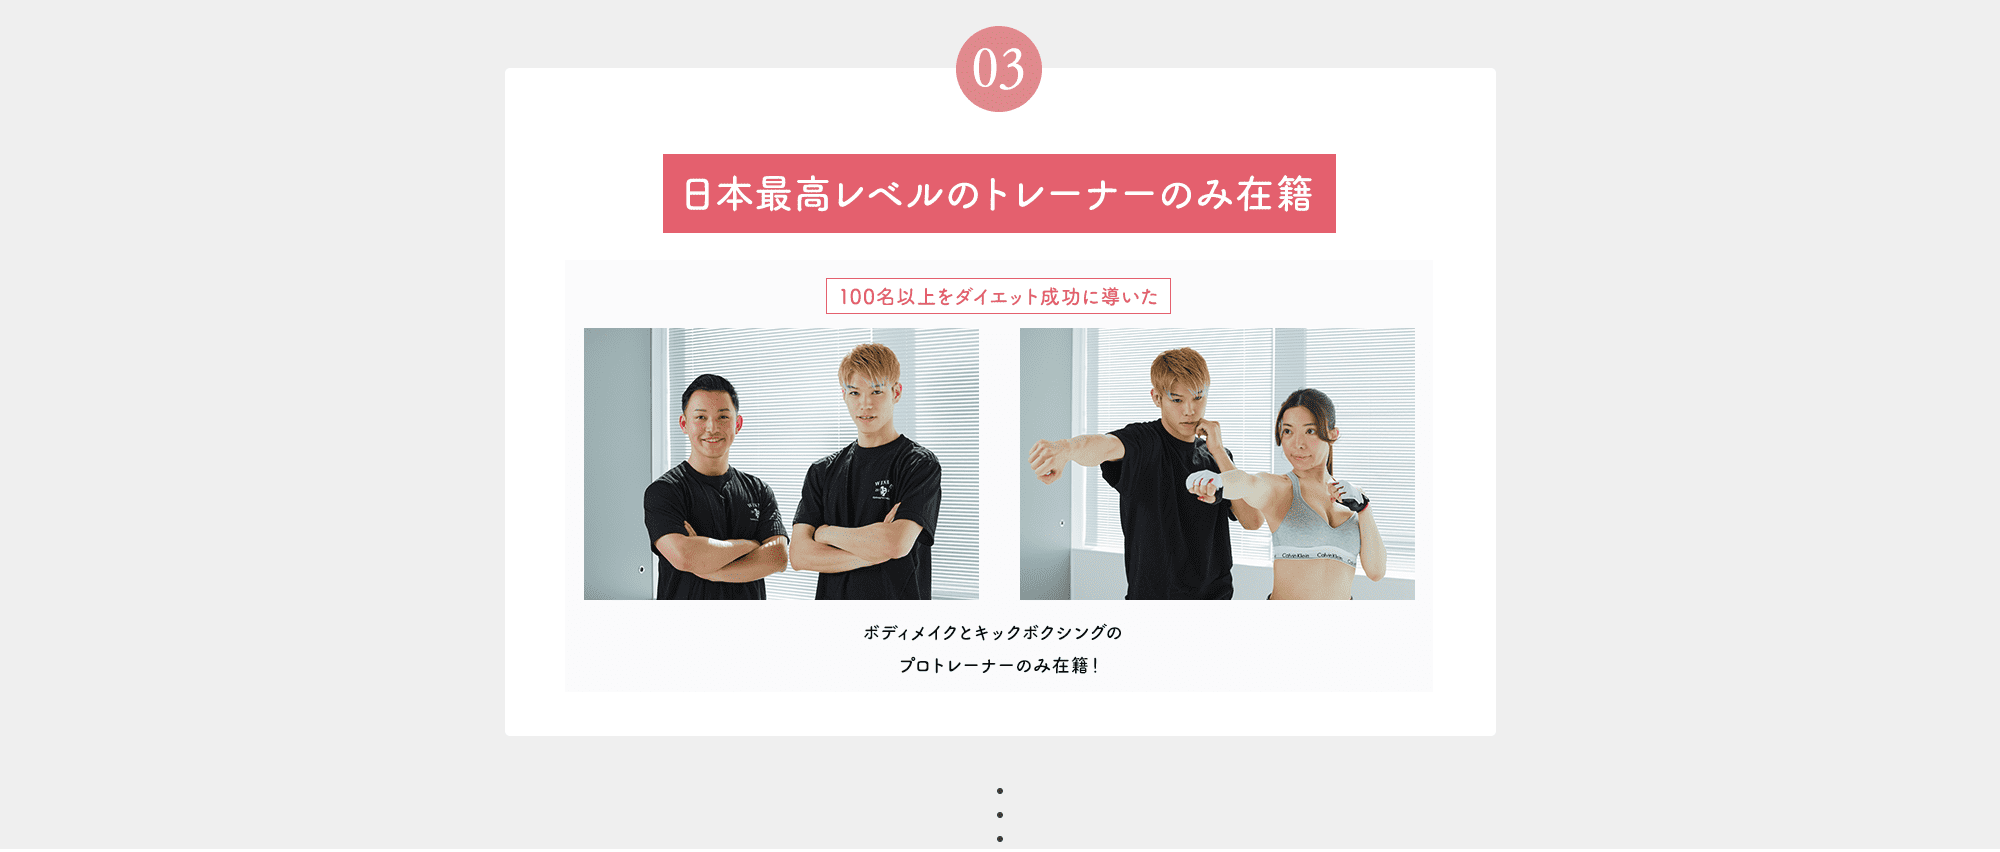 03
日本最高レベルのトレーナーのみ在籍
100名以上をダイエット成功に導いた
CalvinKlein CalvinKlein
ボディメイクとキックボクシングの
プロトレーナーのみ在籍！